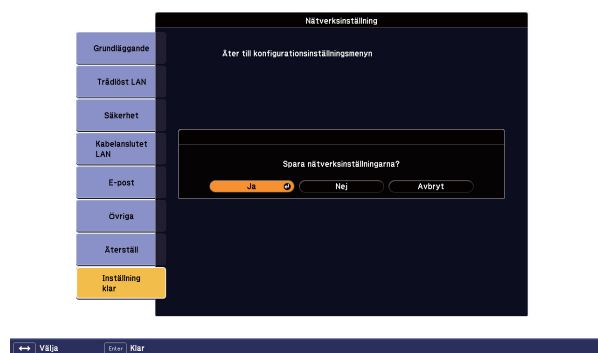 Nätverksinställning
Grundläggande
Åter till konfigurationsinställningsmenyn
Trådlöst LAN
Säkerhet
Kabelanslutet
LAN
Spara nätverksinställningarna?
E-post
Ja Nej Avbryt
Övriga
Återställ
Inställning
klar
Välja Enter Klar